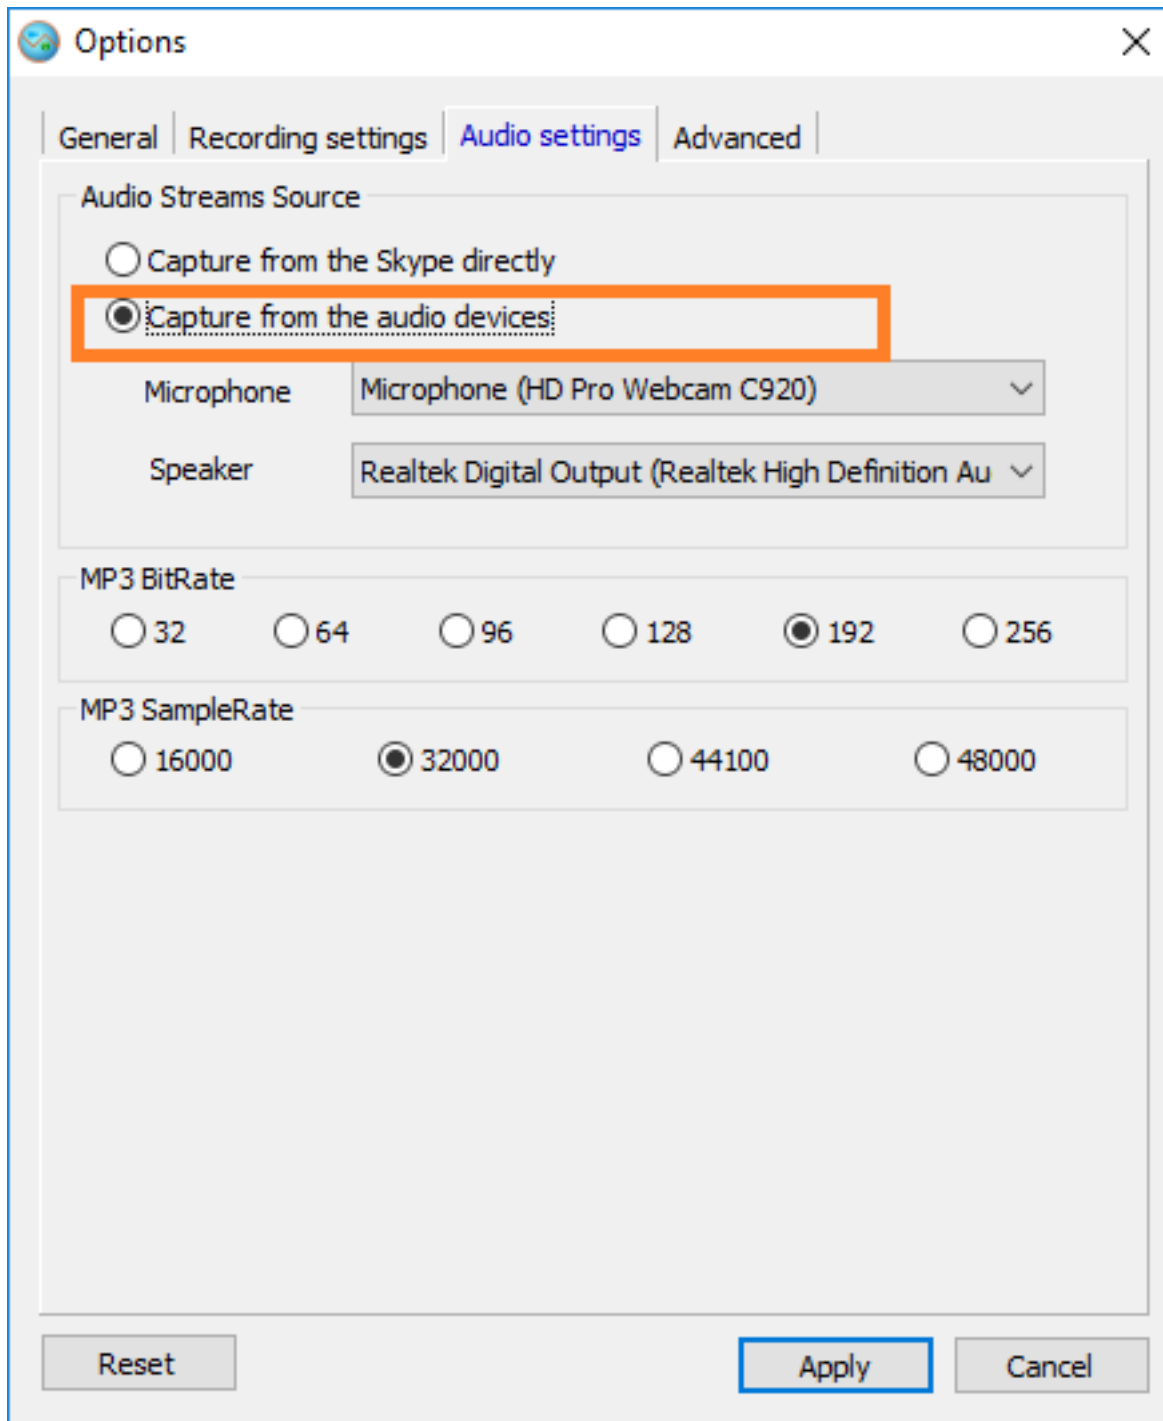 Options
General Recording settings Audio settings Advanced
Audio Streams Source
Capture from the Skype directly
Capture from the audio devices
Microphone Microphone (HD Pro Webcam C920)
Speaker Realtek Digital Output (Realtek High Definition Au
MP3 BitRate
32 64 96 128 192 256
MP3 SampleRate
16000 32000 44100 48000
Reset Apply Cancel